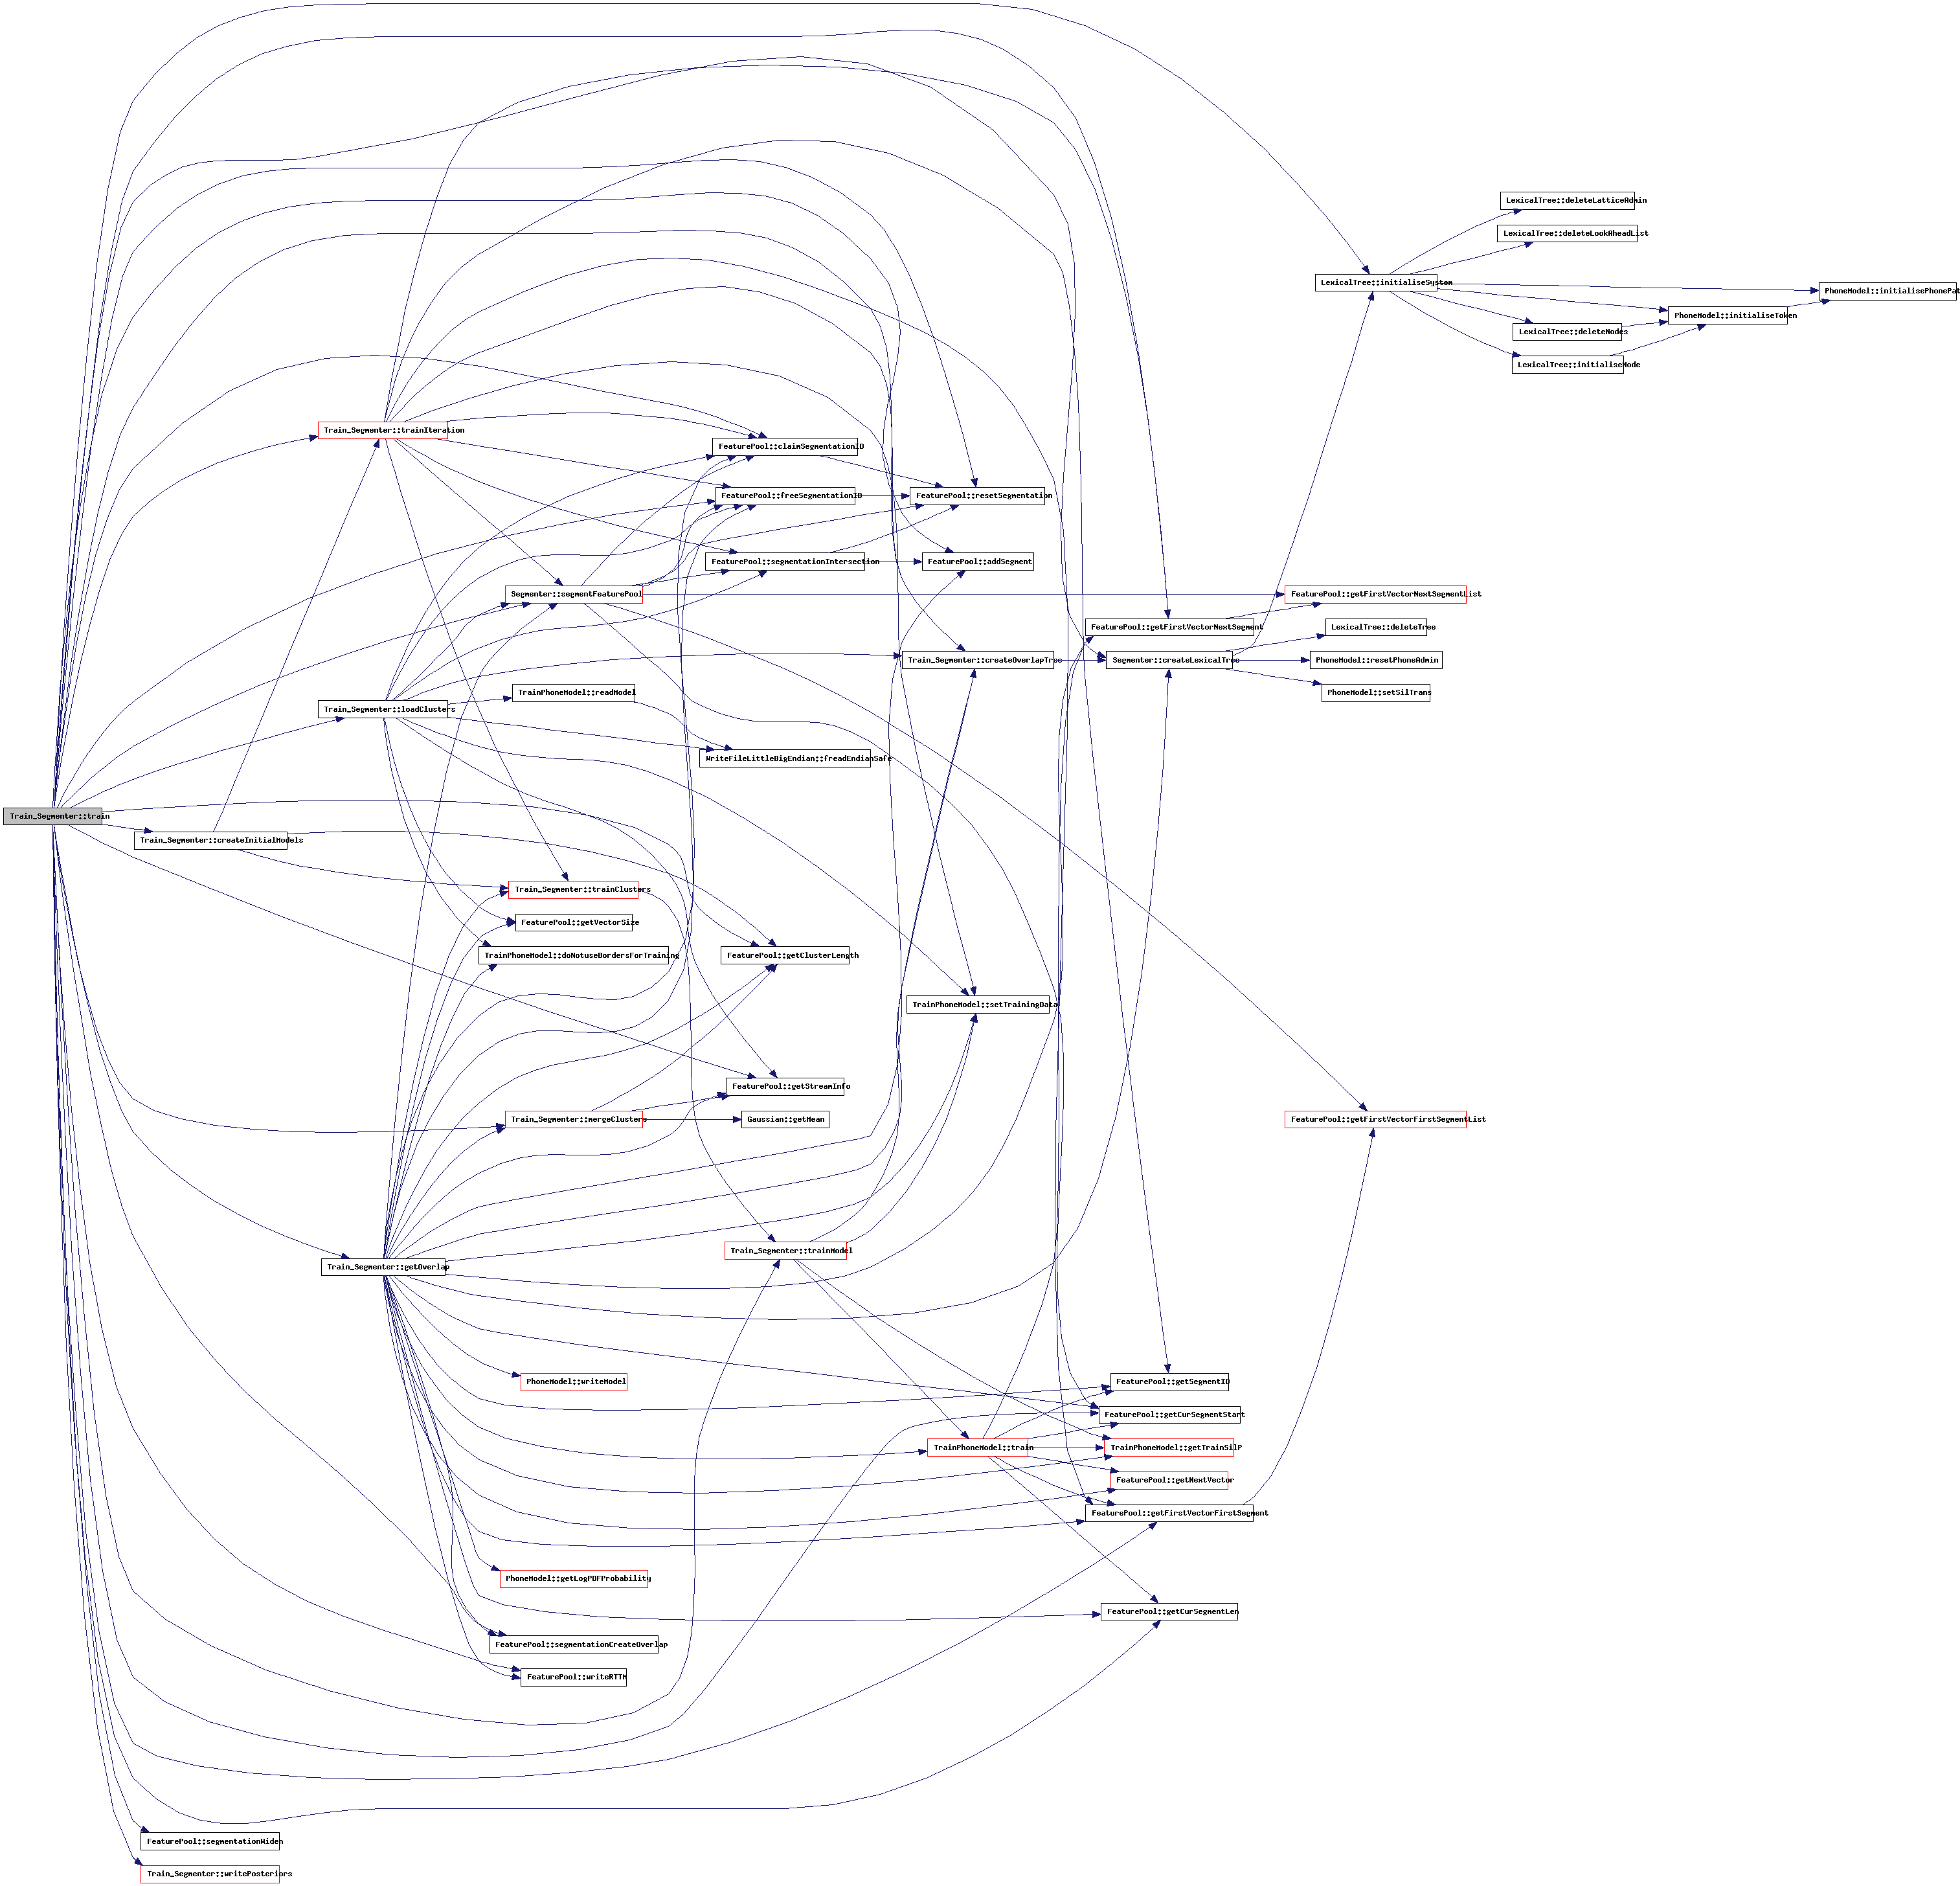 LexicalTree::deleteLatticeAdmin
LexicalTree::deleteLookAheadList
LexicalTree::initialiseSystem
PhoneModel::initialisePhonePat
PhoneModel::initialiseToken
LexicalTree::deleteNodes
LexicalTree::initialiseNode
Train_Segmenter::trainIteration
FeaturePool::claimSegmentationID
FeaturePool::freeSegmentationID
FeaturePool::resetSegmentation
FeaturePool::segmentationIntersection
FeaturePool::addSegment
Segmenter::segmentFeaturePool
FeaturePool::getFirstVectorNextSegmentList
FeaturePool::getFirstVectorNextSegment
LexicalTree::deleteTree
Train_Segmenter::createOverlapTree
Segmenter::createLexicalTree
PhoneModel::resetPhoneAdmin
TrainPhoneModel::readModel
PhoneModel::setSilTrans
Train_Segmenter::loadClusters
WriteFileLittleBigEndian::freadEndianSafe
Train_Segmenter::train
Train_Segmenter::createInitialModels
Train_Segmenter::trainClusters
FeaturePool::getVectorSize
TrainPhoneModel::doNotuseBordersForTraining
FeaturePool::getClusterLength
TrainPhoneModel::setTrainingData
FeaturePool::getStreamInfo
Train_Segmenter::mergeClusters
Gaussian::getMean
FeaturePool::getFirstVectorFirstSegmentList
Train_Segmenter::trainModel
Train_Segmenter::getOverlap
PhoneModel::writeModel
FeaturePool::getSegmentID
FeaturePool::getCurSegmentStart
TrainPhoneModel::train
TrainPhoneModel::getTrainSilP
FeaturePool::getNextVector
FeaturePool::getFirstVectorFirstSegment
PhoneModel::getLogPDFProbability
FeaturePool::getCurSegmentLen
FeaturePool::segmentationCreateOverlap
FeaturePool::writeRTTM
FeaturePool::segmentationWiden
Train_Segmenter::writePosteriors